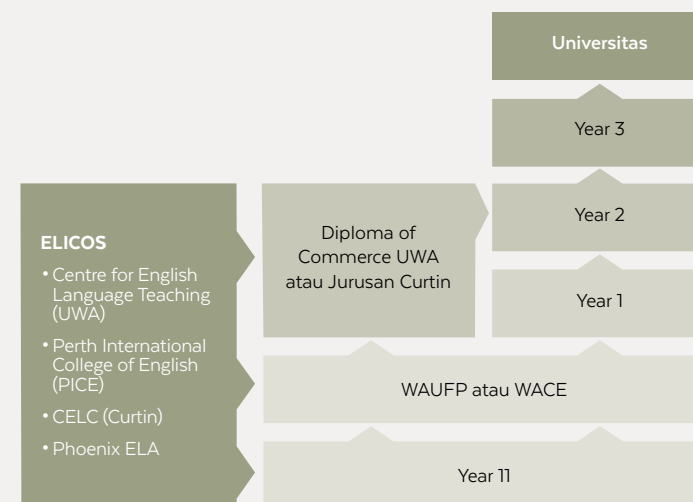 Universitas
Year 3
Year 2
Year 1
ELICOS
• Centre for English
Language Teaching
(UWA)
• Perth International
College of English
(PICE)
• CELC (Curtin)
• Phoenix ELA
Diploma of
Commerce UWA
atau Jurusan Curtin
WAUFP atau WACE
Year 11